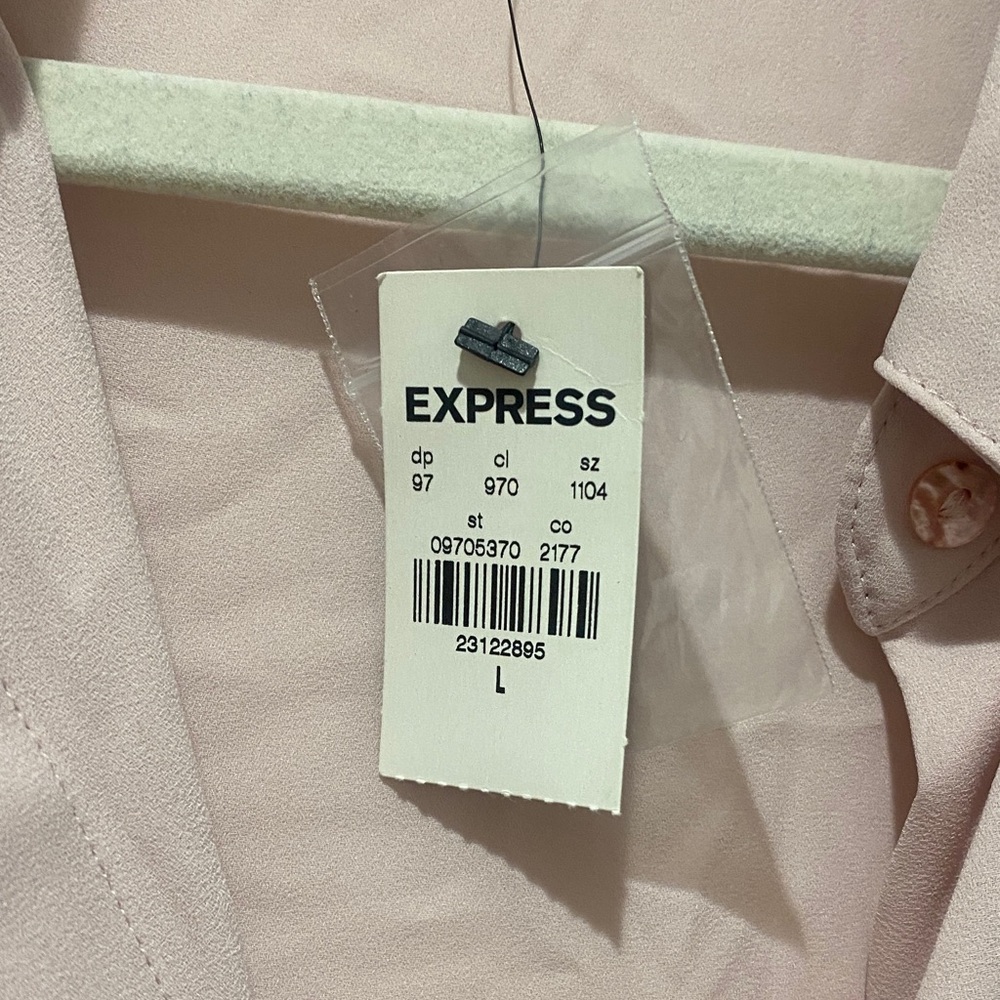 EXPRESS
dp cl sz
97 970 1104
st co
09705370 2177
23122895
L